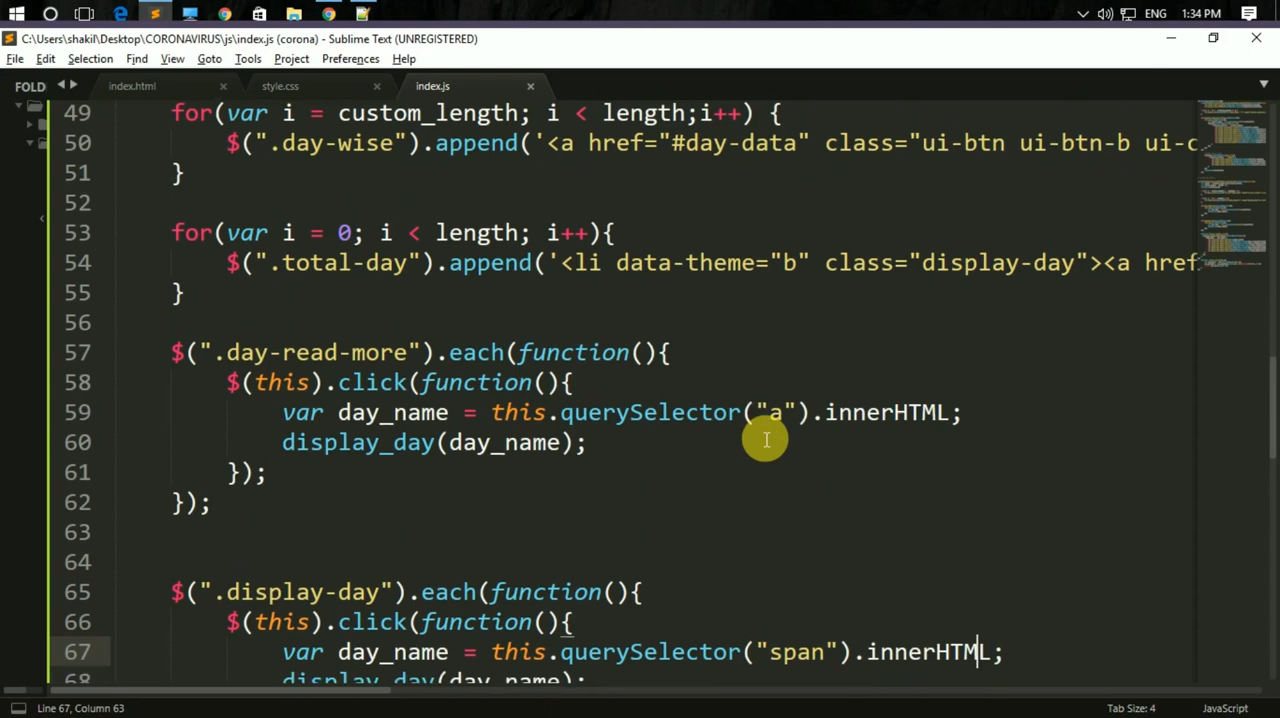 ENG 1:34 PM
C:\Users\shakil\Desktop\CORONAVIRUS\js\index.js (corona) - Sublime Text (UNREGISTERED)
File Edit Selection Find View Goto Tools Project Preferences Help
FOLD index.html style.css index.js
49 for(var i = custom_length; i < length;i++) {
50 $(".day-wise").append('<a href="#day-data" class="ui-btn ui-btn-b ui-c
51 }
52
53 for(var i = 0; i < length; i++){
54 $(".total-day").append('<li data-theme="b" class="display-day"><a href
55 }
56
57 $(".day-read-more").each(function(){
58 $(this).click(function(){
59 var day_name = this.querySelector("a").innerHTML;
60 display_day(day_name);
61 });
62 });
63
64
65 $(".display-day").each(function(){
66 $(this).click(function(){
67 var day_name = this.querySelector("span").innerHTML;
68 display_day(day_name);
Line 67, Column 63 Tab Size: 4 JavaScript